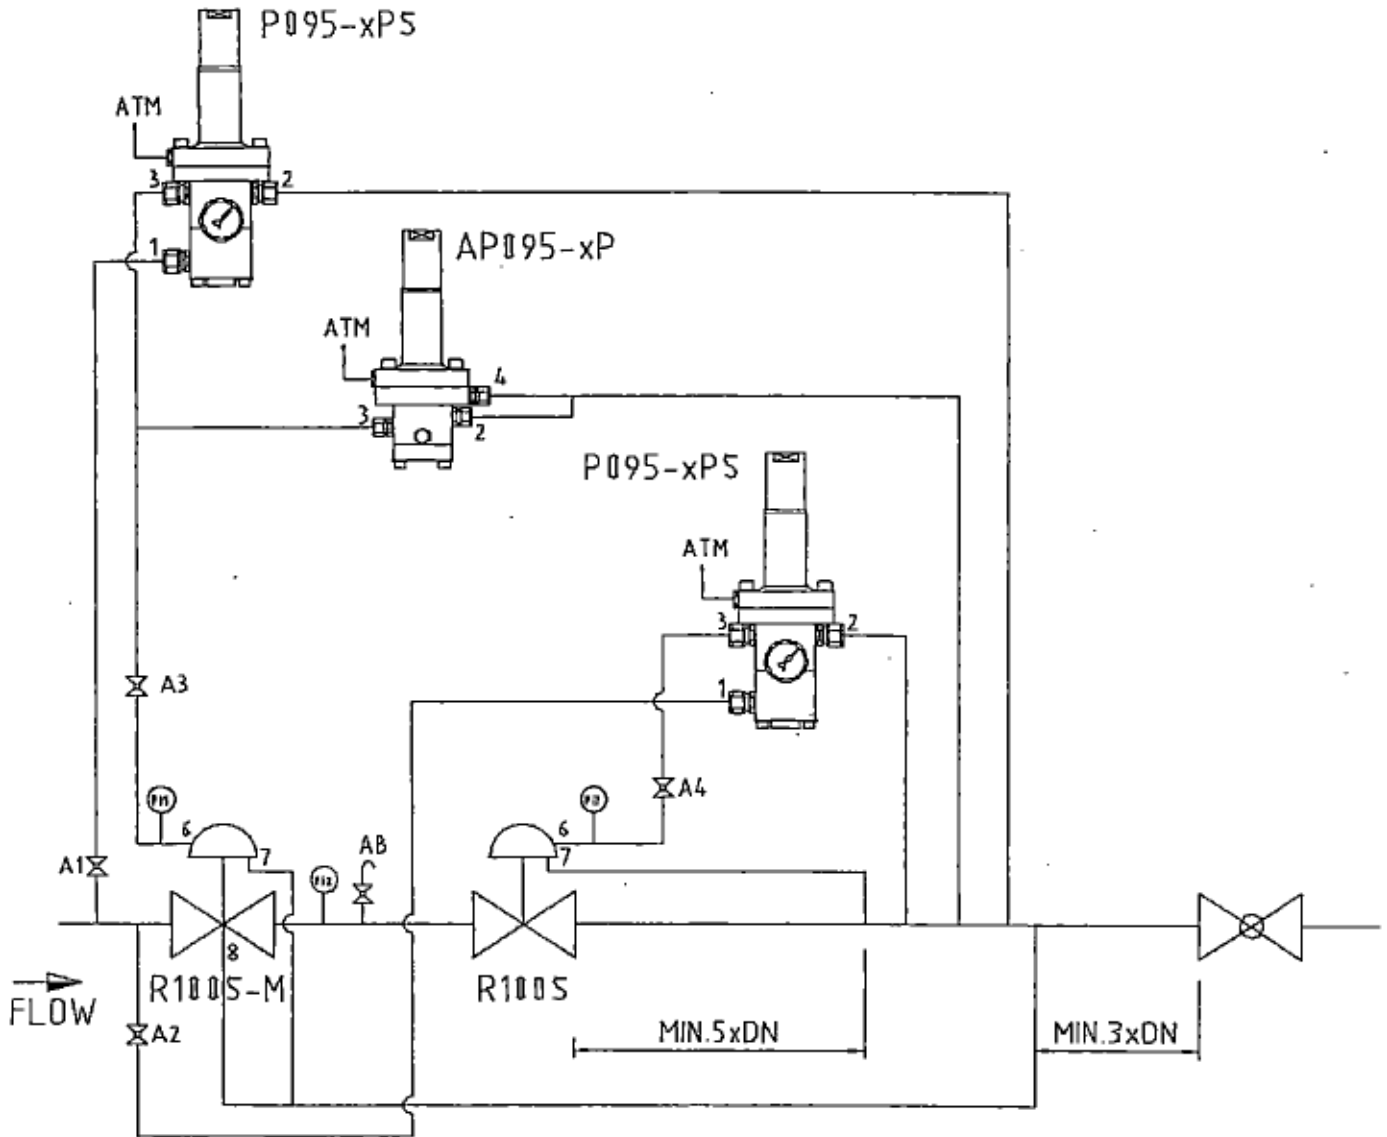 P095-xPS
ATM
3
2
1
AP095-xP
ATM
4
3
2
P095-xPS
ATM
3
2
1
A3
A4
6
7
6
7
AB
A1
8
R100S-M
R100S
FLOW
A2
MIN.5xDN
MIN.3xDN